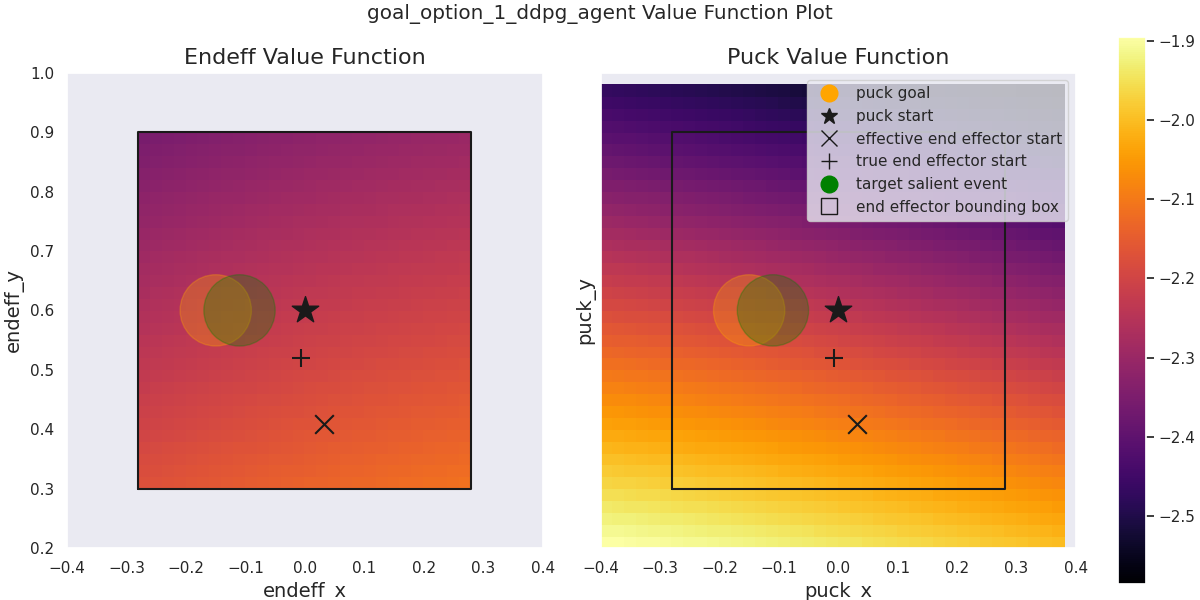 goal_option_1_ddpg_agent Value Function Plot
Endeff Value Function
1.0
0.9
0.8
0.7
0.6
0.5
0.4
0.3
0.2
endeff_y
−0.4 −0.3 −0.2 −0.1 0.0 0.1 0.2 0.3 0.4
endeff_x
Puck Value Function
puck goal
puck start
effective end effector start
true end effector start
target salient event
end effector bounding box
puck_y
−0.4 −0.3 −0.2 −0.1 0.0 0.1 0.2 0.3 0.4
puck_x
−1.9
−2.0
−2.1
−2.2
−2.3
−2.4
−2.5